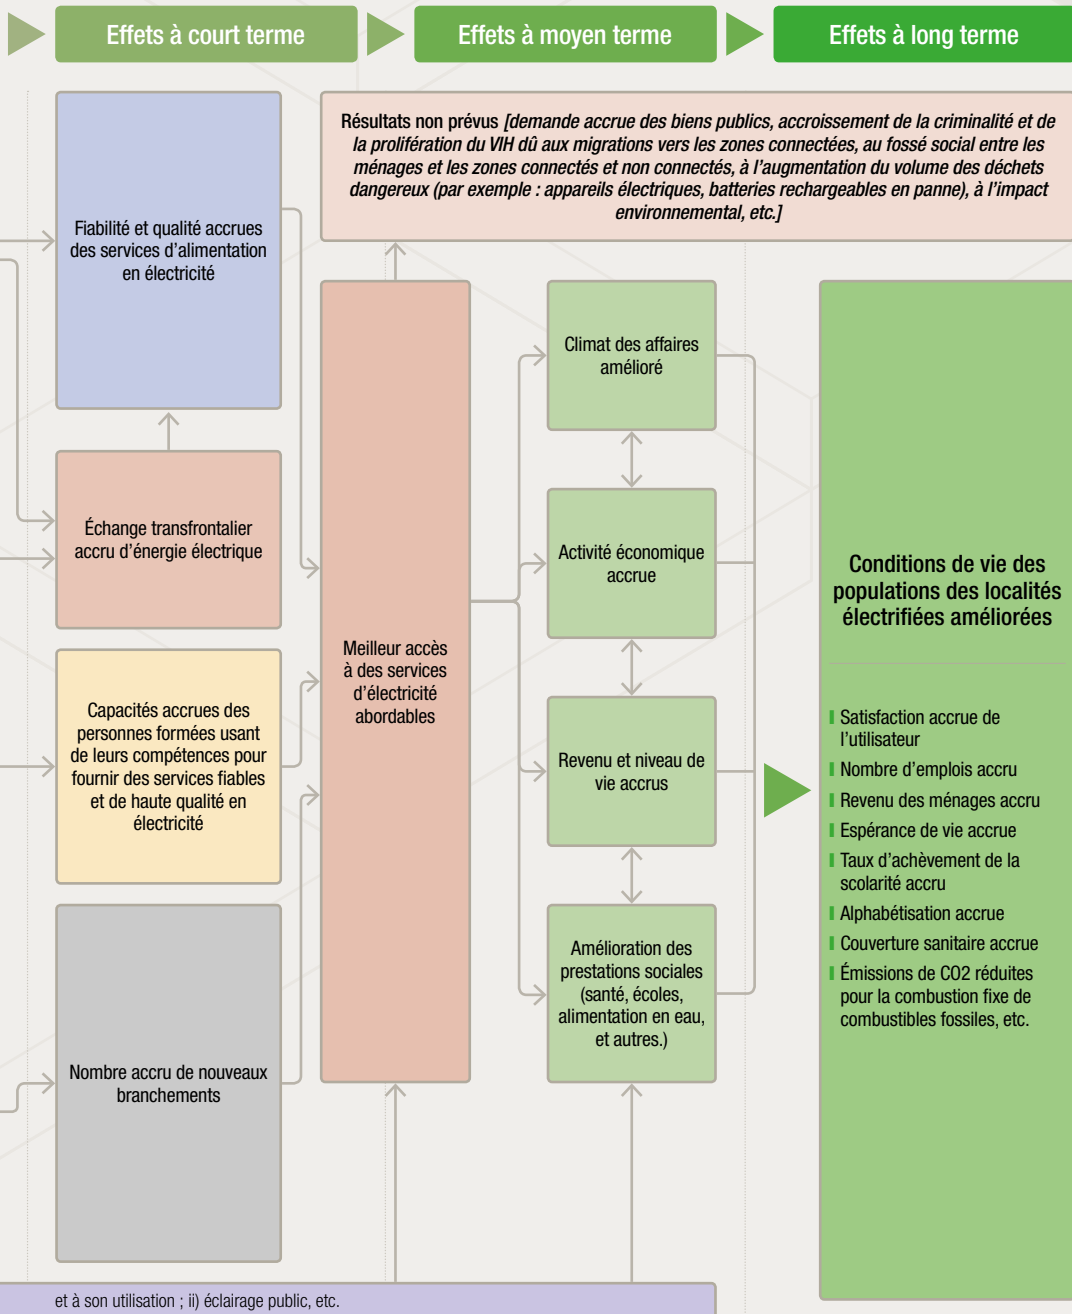 Effets à court terme
Effets à moyen terme
Effets à long terme
Résultats non prévus [demande accrue des biens publics, accroissement de la criminalité et de
la prolifération du VIH dû aux migrations vers les zones connectées, au fossé social entre les
ménages et les zones connectés et non connectés, à l'augmentation du volume des déchets
dangereux (par exemple : appareils électriques, batteries rechargeables en panne), à l'impact
environnemental, etc.]
Fiabilité et qualité accrues
des services d'alimentation
en électricité
Échange transfrontalier
accru d'énergie électrique
Capacités accrues des
personnes formées usant
de leurs compétences pour
fournir des services fiables
et de haute qualité en
électricité
Nombre accru de nouveaux
branchements
Meilleur accès
à des services
d'électricité
abordables
Climat des affaires
amélioré
Activité économique
accrue
Revenu et niveau de
vie accrus
Amélioration des
prestations sociales
(santé, écoles,
alimentation en eau,
et autres.)
Conditions de vie des
populations des localités
électrifiées améliorées
Satisfaction accrue de
l'utilisateur
Nombre d'emplois accru
Revenu des ménages accru
Espérance de vie accrue
Taux d'achèvement de la
scolarité accru
Alphabétisation accrue
Couverture sanitaire accrue
Émissions de CO2 réduites
pour la combustion fixe de
combustibles fossiles, etc.
et à son utilisation ; ii) éclairage public, etc.